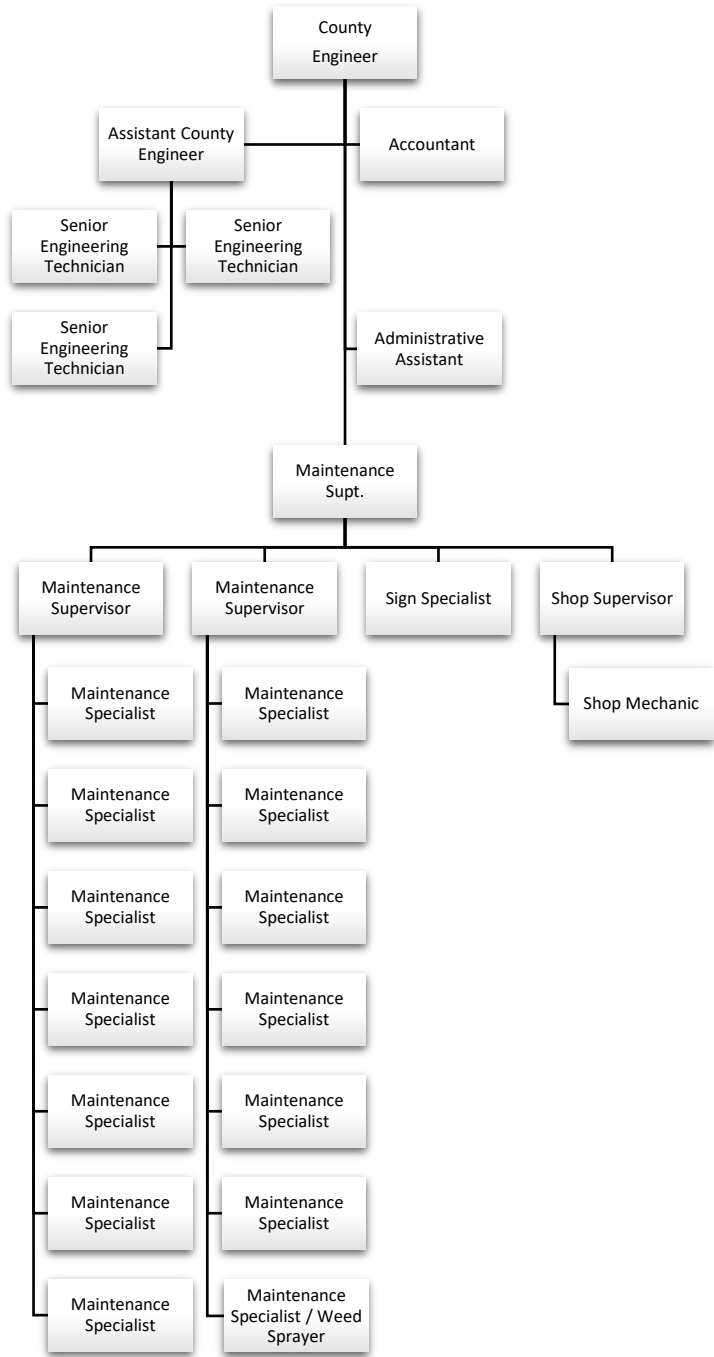 County
Engineer
Assistant County
Engineer
Accountant
Senior
Engineering
Technician
Senior
Engineering
Technician
Senior
Engineering
Technician
Administrative
Assistant
Maintenance
Supt.
Maintenance
Supervisor
Maintenance
Supervisor
Sign Specialist
Shop Supervisor
Maintenance
Specialist
Maintenance
Specialist
Shop Mechanic
Maintenance
Specialist
Maintenance
Specialist
Maintenance
Specialist
Maintenance
Specialist
Maintenance
Specialist
Maintenance
Specialist
Maintenance
Specialist
Maintenance
Specialist
Maintenance
Specialist
Maintenance
Specialist
Maintenance
Specialist
Maintenance
Specialist / Weed
Sprayer